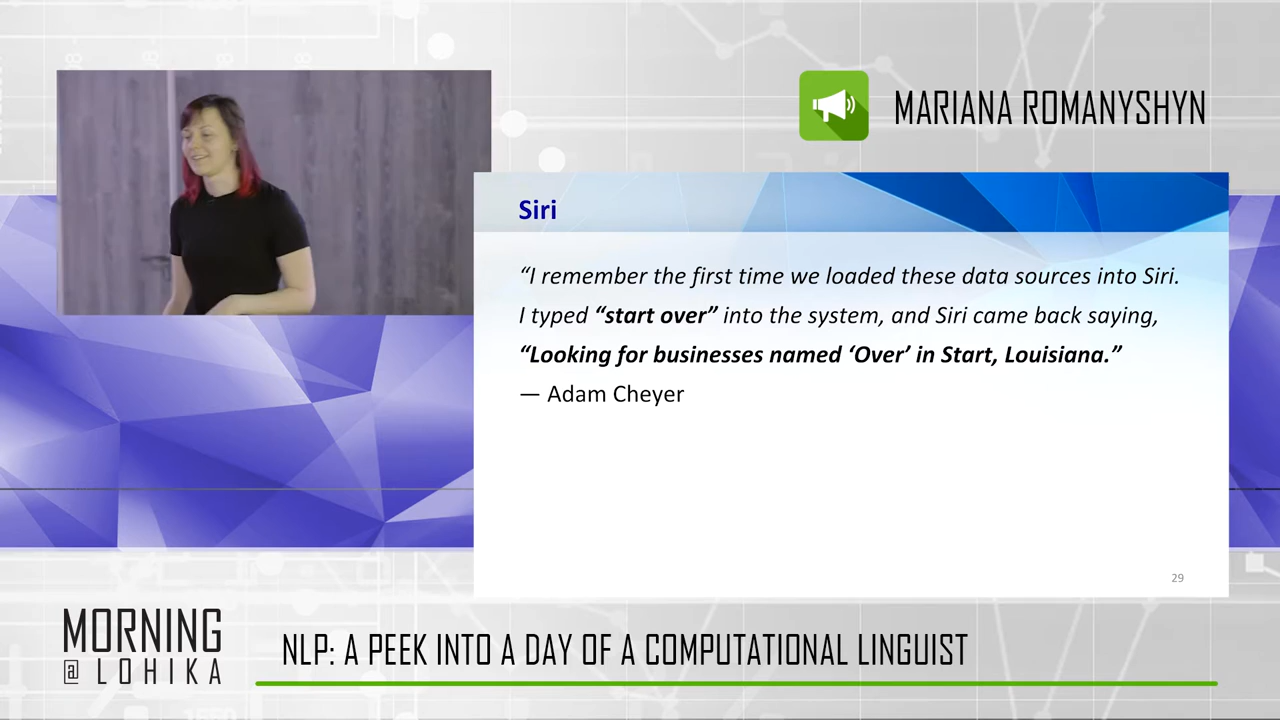 MARIANA ROMANYSHYN
Siri
“I remember the first time we loaded these data sources into Siri.
I typed “start over” into the system, and Siri came back saying,
“Looking for businesses named ‘Over’ in Start, Louisiana.”
— Adam Cheyer
29
MORNING
@ LOHIKA
NLP: A PEEK INTO A DAY OF A COMPUTATIONAL LINGUIST